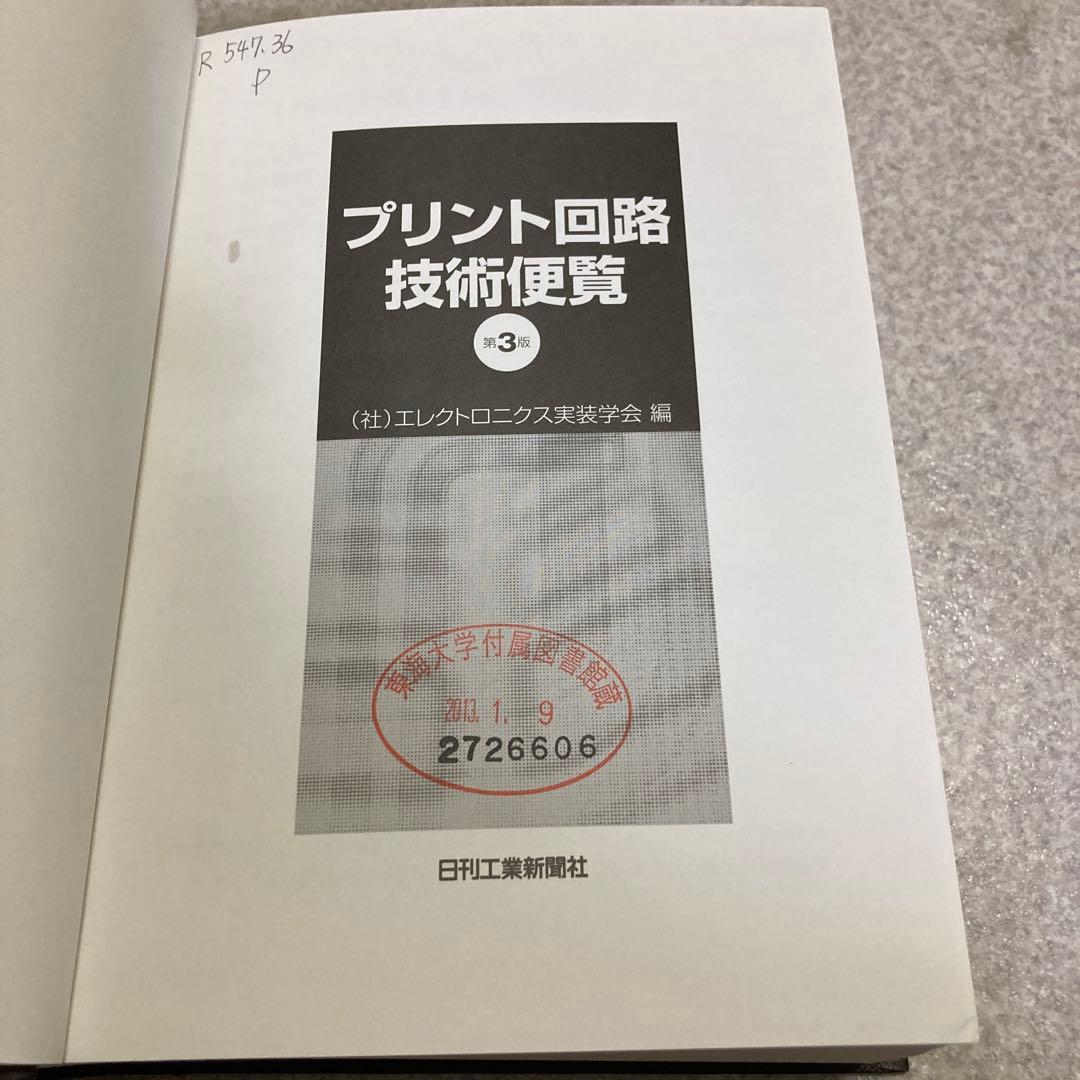 R 547.36
P
プリント回路
技術便覧
第3版
(社)エレクトロニクス実装学会 編
東海大学付属図書館蔵
2013. 1. 9
2726606
日刊工業新聞社